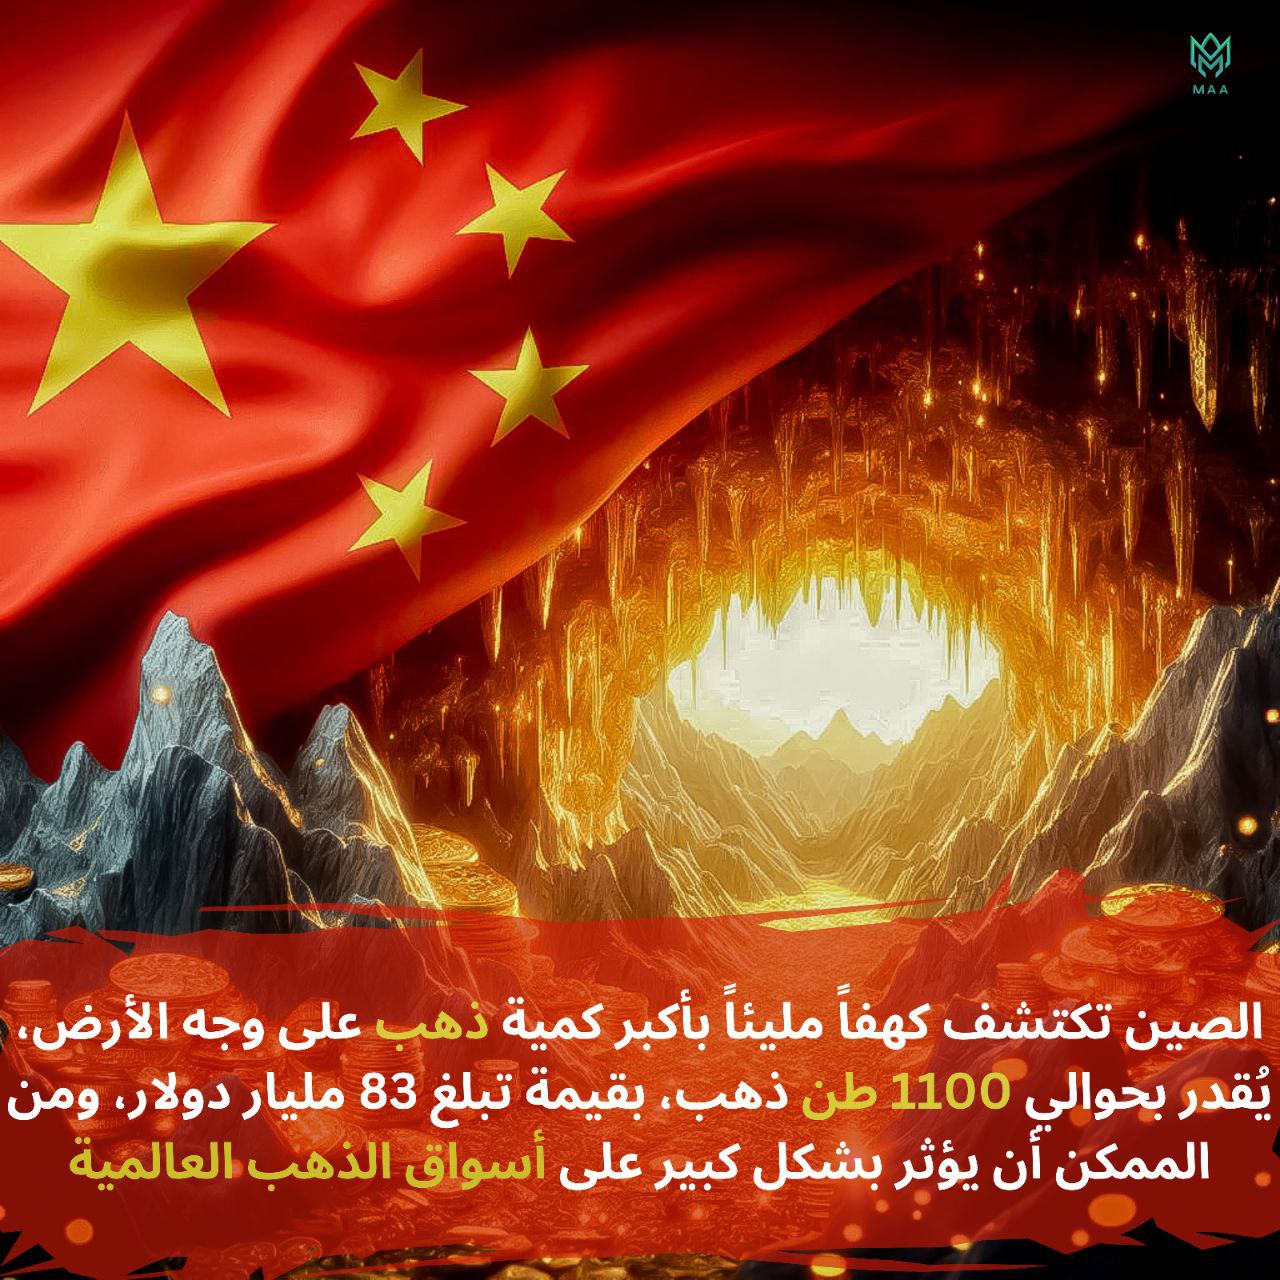 MAA
الصين تكتشف كهفاً مليئاً بأكبر كمية ذهب على وجه الأرض،
يُقدر بحوالي 1100 طن ذهب، بقيمة تبلغ 83 مليار دولار، ومن
الممكن أن يؤثر بشكل كبير على أسواق الذهب العالمية